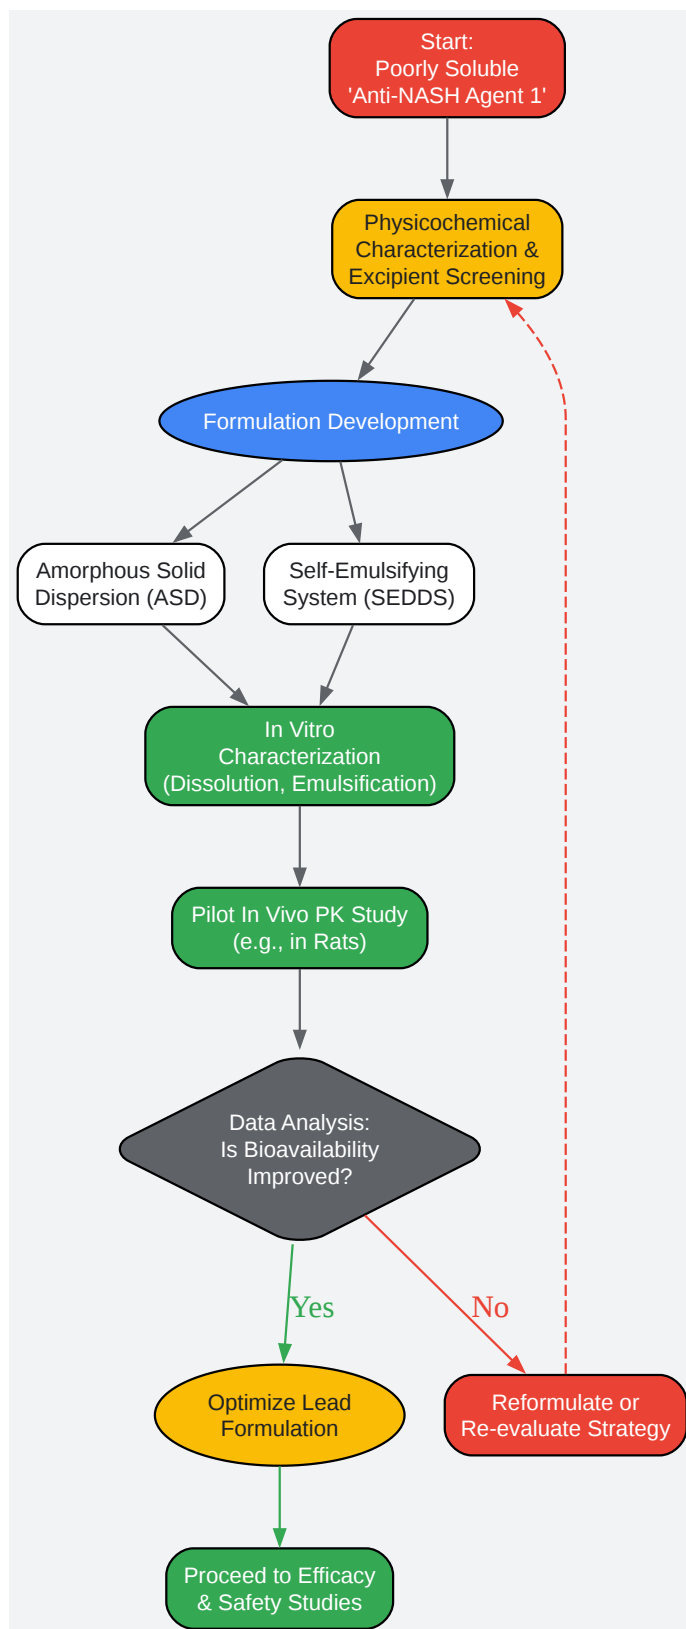 Start:
Poorly Soluble
'Anti-NASH Agent 1'
Physicochemical
Characterization &
Excipient Screening
Formulation Development
Amorphous Solid
Dispersion (ASD)
Self-Emulsifying
System (SEDDS)
In Vitro
Characterization
(Dissolution, Emulsification)
Pilot In Vivo PK Study
(e.g., in Rats)
Data Analysis:
Is Bioavailability
Improved?
Yes
No
Optimize Lead
Formulation
Reformulate or
Re-evaluate Strategy
Proceed to Efficacy
& Safety Studies